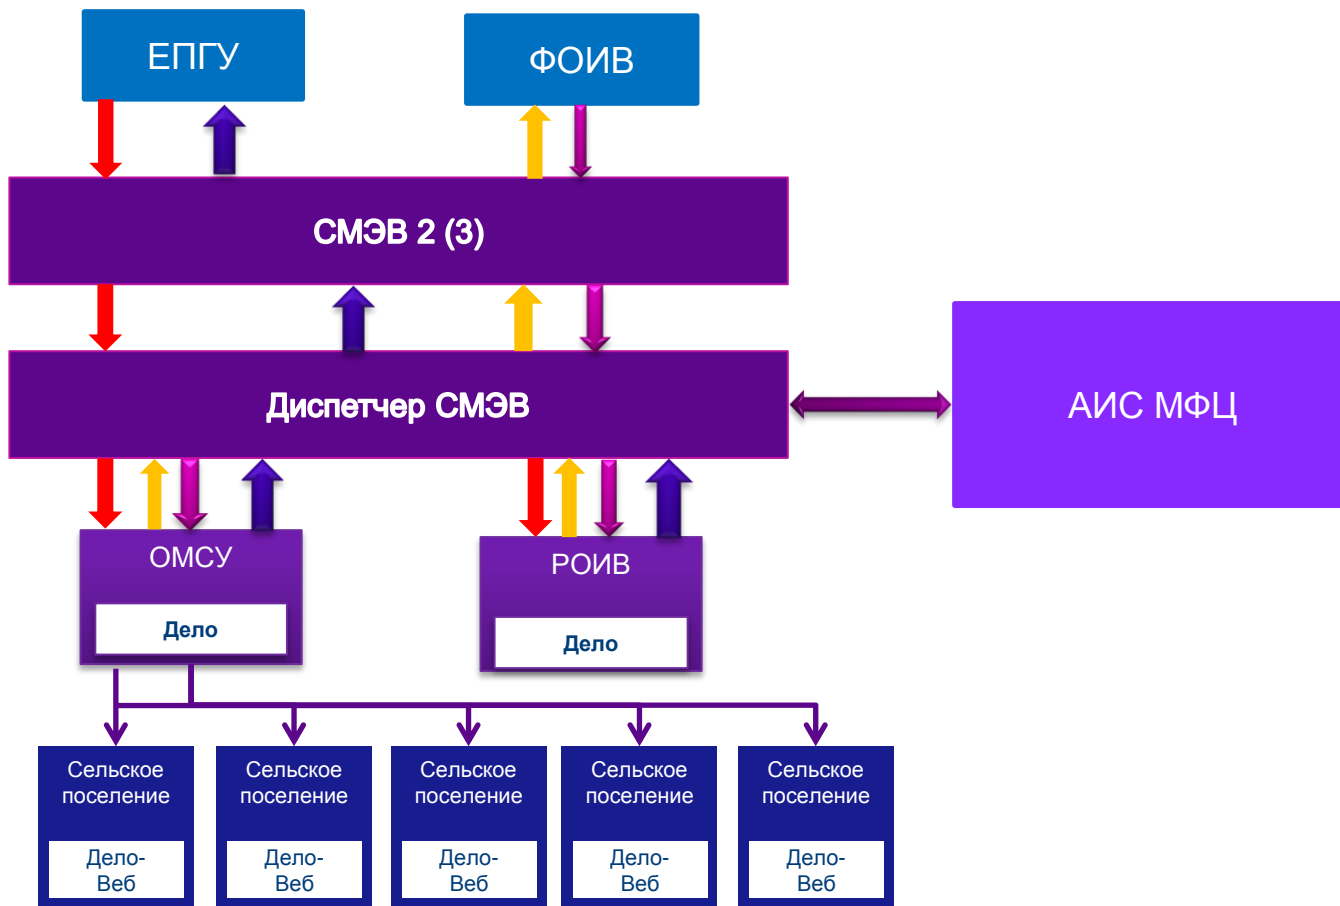 ЕПГУ
ФОИВ
СМЭВ 2 (3)
Диспетчер СМЭВ
АИС МФЦ
ОМСУ
Дело
РОИВ
Дело
Сельское
поселение
Дело-
Веб
Сельское
поселение
Дело-
Веб
Сельское
поселение
Дело-
Веб
Сельское
поселение
Дело-
Веб
Сельское
поселение
Дело-
Веб